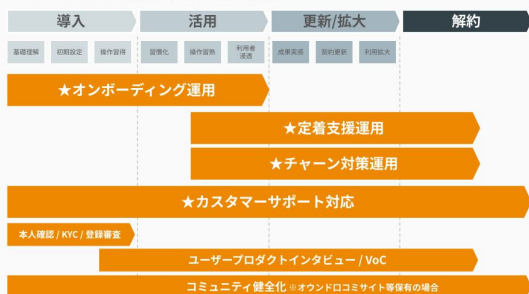 導入
活用
更新/拡大
解約
基礎理解
初期設定
操作習得
習慣化
操作習熟
利用者
浸透
成果実感
契約更新
利用拡大
★オンボーディング運用
★定着支援運用
★チャーン対策運用
★カスタマーサポート対応
本人確認 / KYC / 登録審査
ユーザープロダクトインタビュー / VoC
コミュニティ健全化 ※オウンドロコミサイト等保有の場合